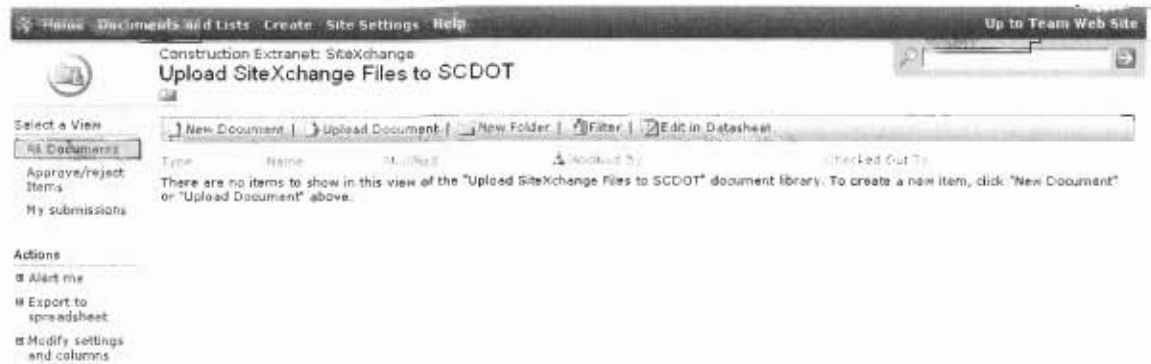 Home Documents and Lists Create Site Settings Help Up to Team Web Site
Construction Extranet: SiteXchange
Upload SiteXchange Files to SCDOT
Select a View
All Documents
Approve/reject
Items
My submissions
Actions
Alert me
Export to
spreadsheet
Modify settings
and columns
New Document | Upload Document | New Folder | Filter | Edit in Datasheet
Type Name Modified Modified By Checked Out To
There are no items to show in this view of the "Upload SiteXchange Files to SCDOT" document library. To create a new item, click "New Document"
or "Upload Document" above.